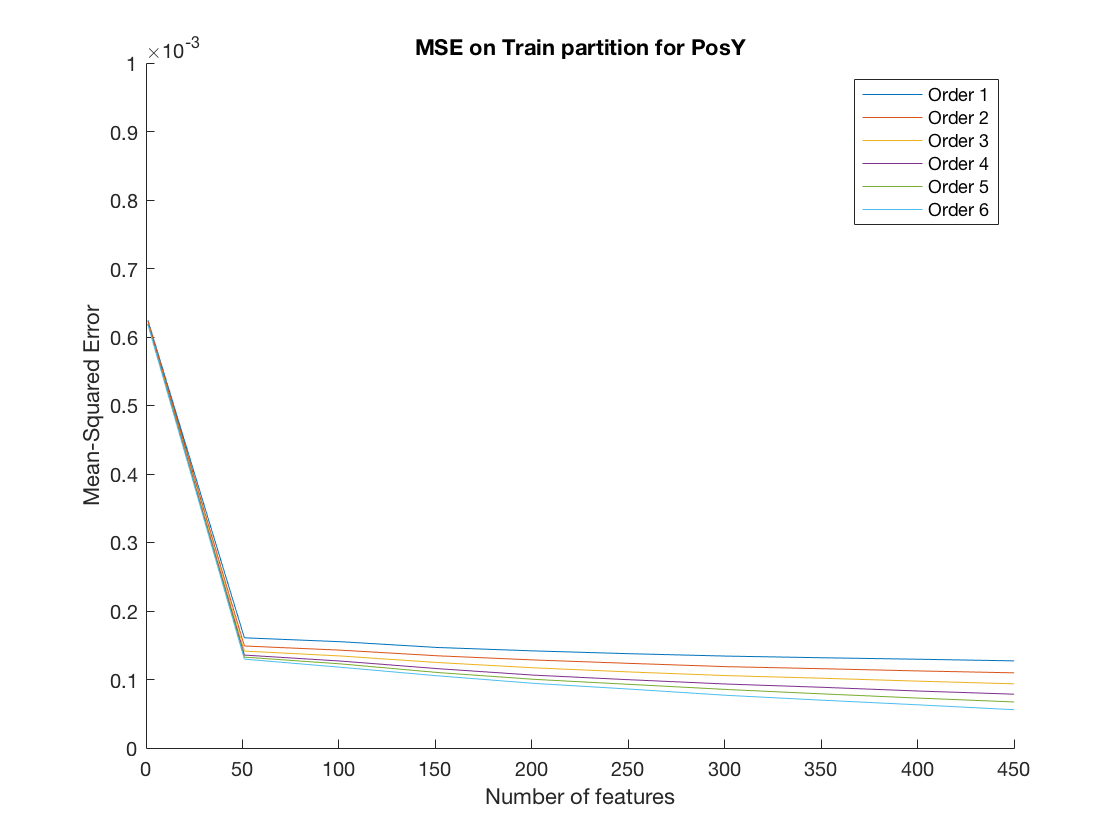 MSE on Train partition for PosY
×10-3
1
0.9
0.8
0.7
0.6
0.5
0.4
0.3
0.2
0.1
0
Mean-Squared Error
Order 1
Order 2
Order 3
Order 4
Order 5
Order 6
0 50 100 150 200 250 300 350 400 450
Number of features